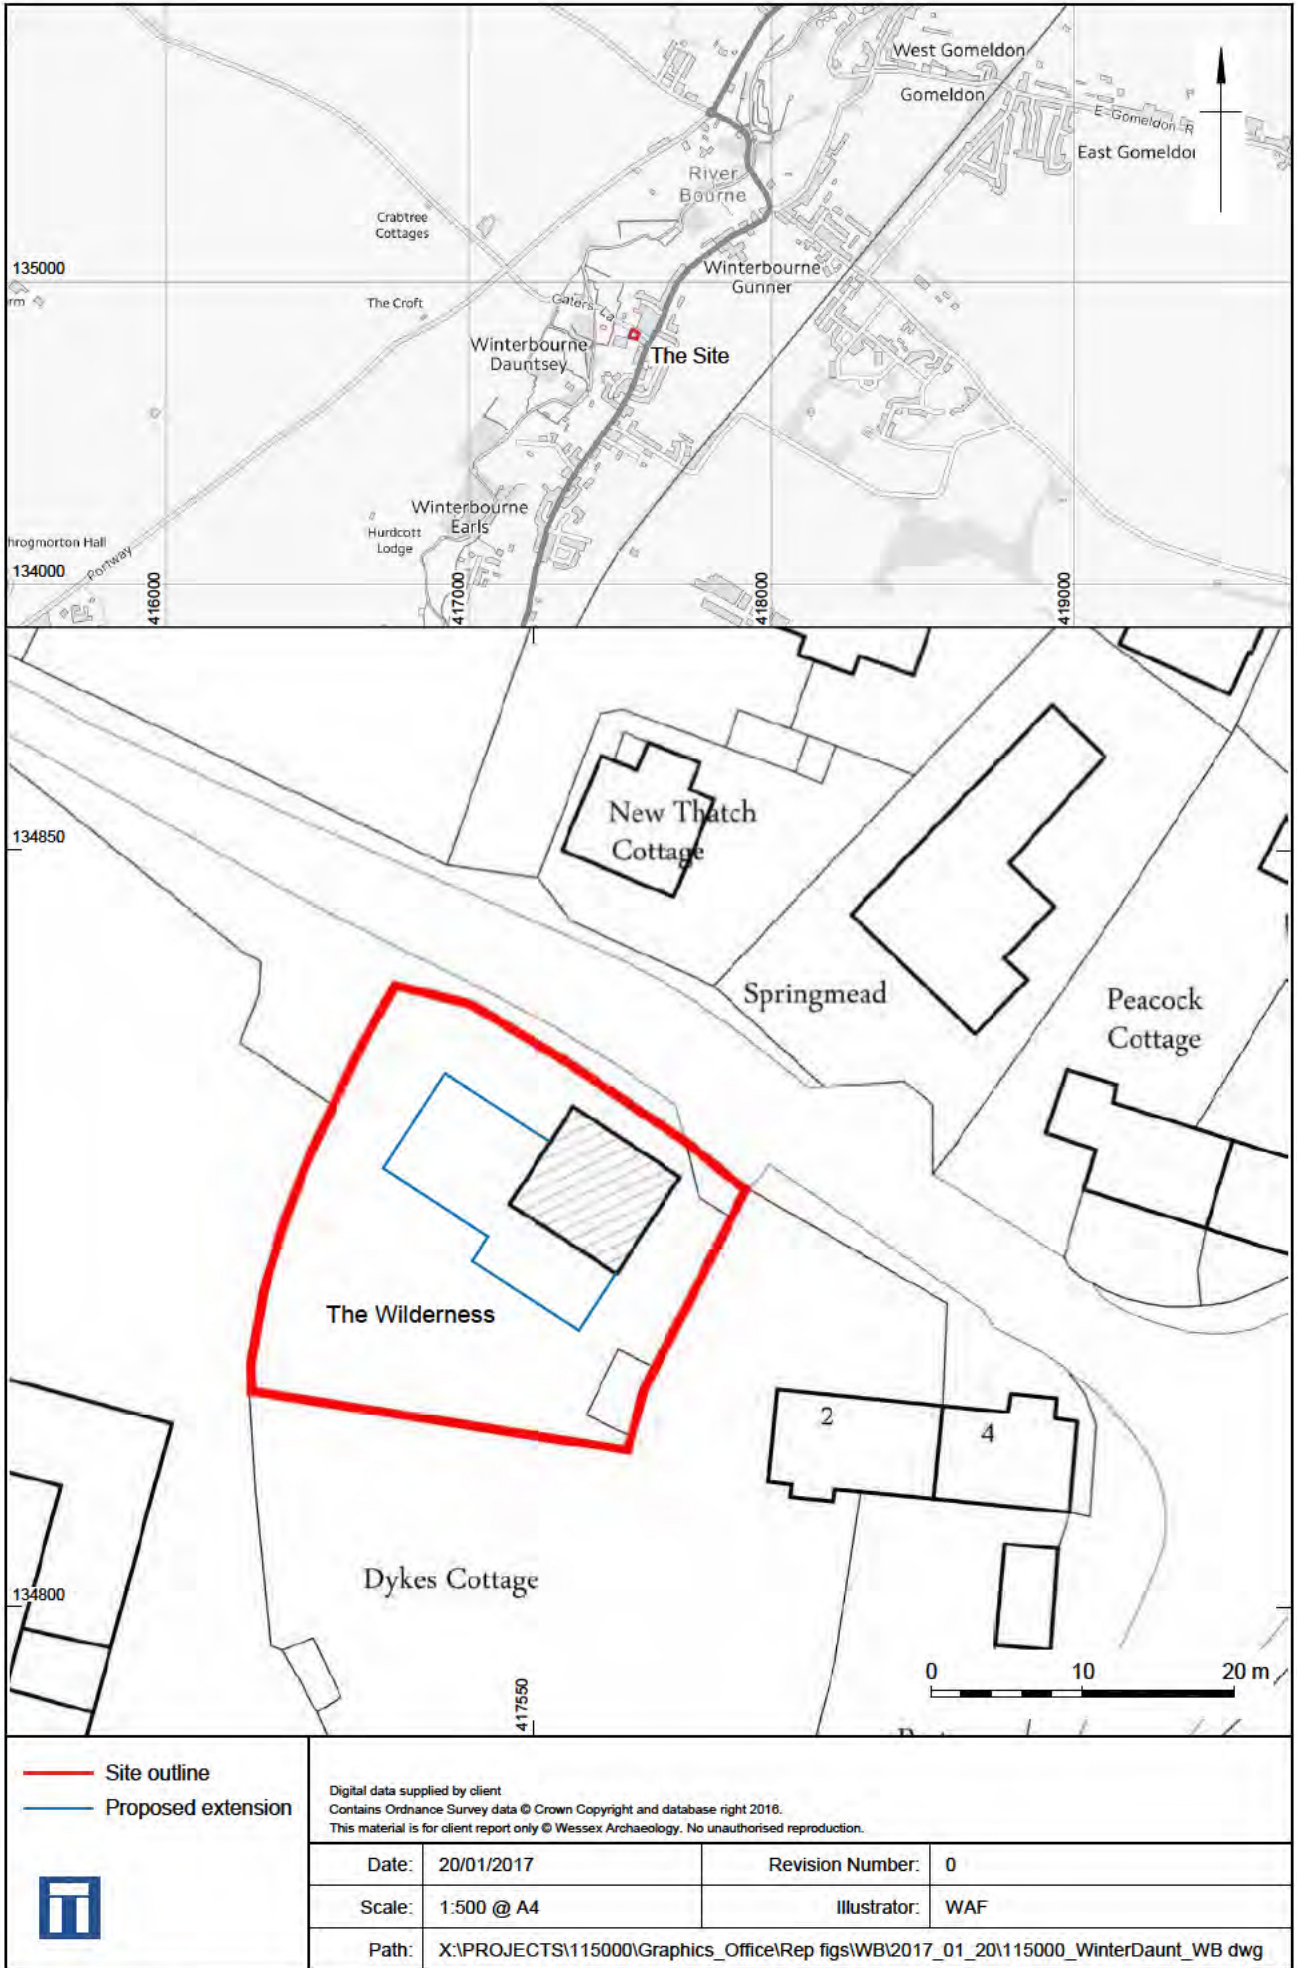 West Gomeldon
Gomeldon
E-Gomeldon R
East Gomeldon
River
Bourne
Crabtree
Cottages
135000
Winterbourne
Gunner
rm
The Croft
Gaters-La
Winterbourne
Dauntsey
The Site
Winterbourne
Earls
Hurdcott
Lodge
hrogmorton Hall
Portway
134000
416000
417000
418000
419000
New Thatch
Cottage
134850
Springmead
Peacock
Cottage
The Wilderness
2
4
Dykes Cottage
134800
417550
0 10 20 m
Site outline
Proposed extension
Digital data supplied by client
Contains Ordnance Survey data © Crown Copyright and database right 2016.
This material is for client report only © Wessex Archaeology. No unauthorised reproduction.
Date: 20/01/2017 Revision Number: 0
Scale: 1:500 @ A4 Illustrator: WAF
Path: X:\PROJECTS\115000\Graphics_Office\Rep figs\WB\2017_01_20\115000_WinterDaunt_WB dwg